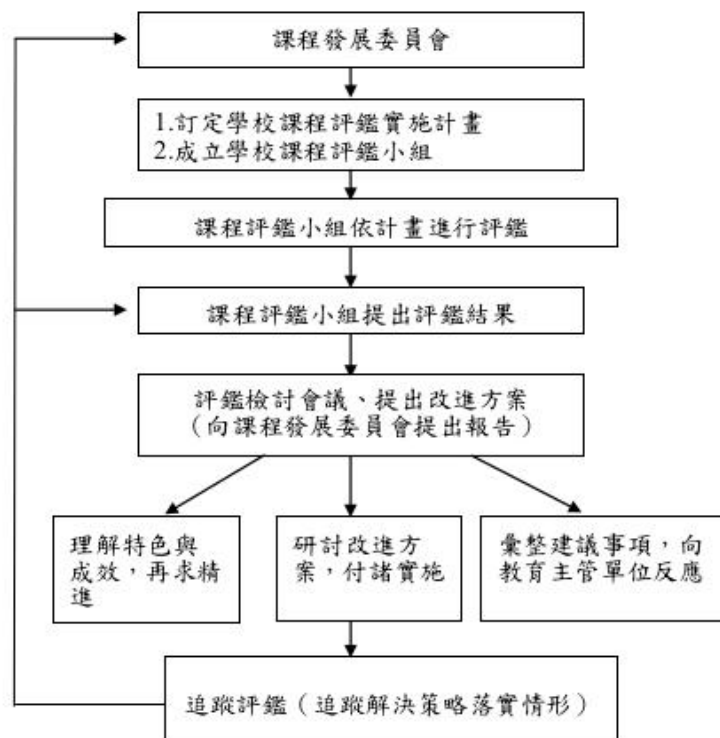 課程發展委員會
1.訂定學校課程評鑑實施計畫
2.成立學校課程評鑑小組
課程評鑑小組依計畫進行評鑑
課程評鑑小組提出評鑑結果
評鑑檢討會議、提出改進方案
（向課程發展委員會提出報告）
理解特色與
成效，再求精
進
研討改進方
案，付諸實施
彙整建議事項，向
教育主管單位反應
追蹤評鑑（追蹤解決策略落實情形）